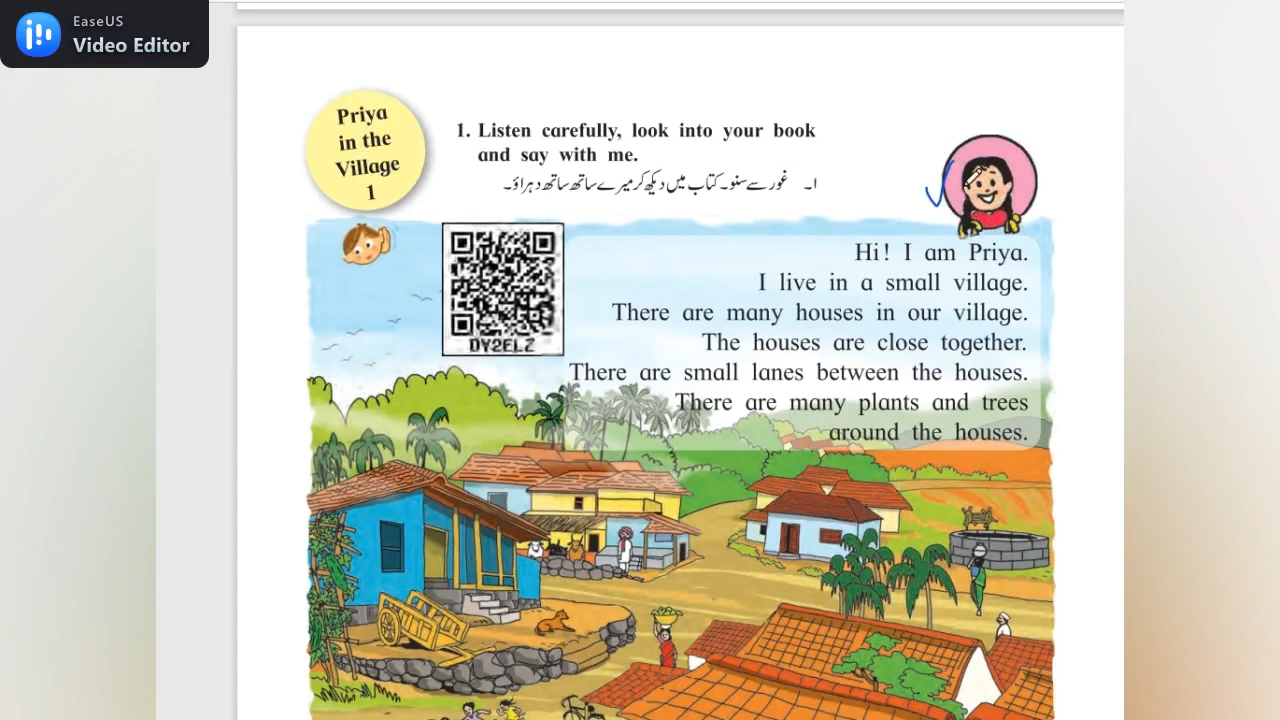 EaseUS
Video Editor
Priya
in the
Village
1
1. Listen carefully, look into your book
and say with me.
۱۔ غور سے سنو۔ کتاب میں دیکھ کر میرے ساتھ ساتھ دہراؤ۔
DY2ELZ
Hi! I am Priya.
I live in a small village.
There are many houses in our village.
The houses are close together.
There are small lanes between the houses.
There are many plants and trees
around the houses.